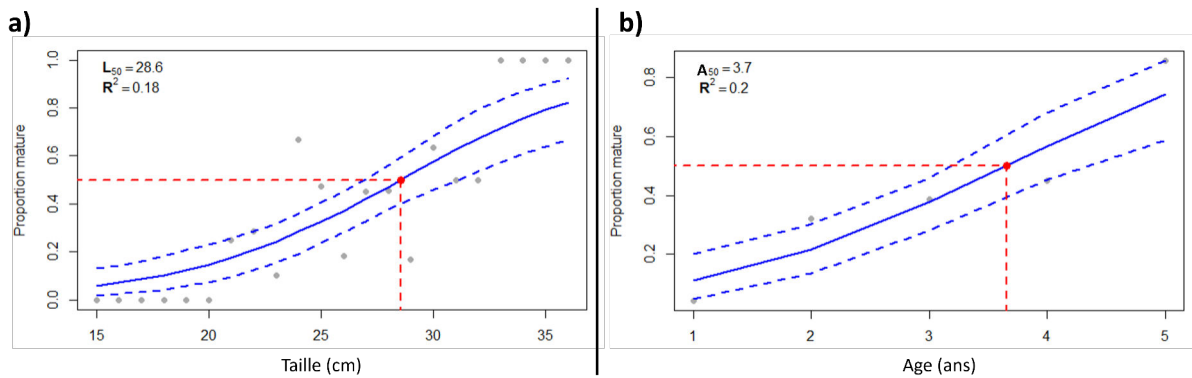 a)
L50 = 28.6
R2 = 0.18
Proportion mature
1.0
0.8
0.6
0.4
0.2
0.0
15 20 25 30 35
Taille (cm)
b)
A50 = 3.7
R2 = 0.2
Proportion mature
0.8
0.6
0.4
0.2
1 2 3 4 5
Age (ans)